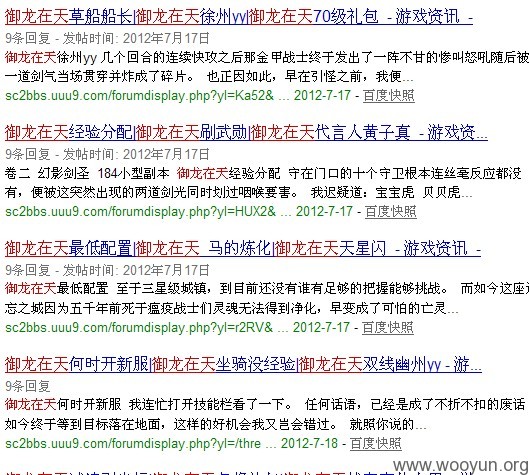 御龙在天草船船长|御龙在天徐州yy|御龙在天70级礼包 - 游戏资讯 -
9条回复 - 发帖时间: 2012年7月17日
御龙在天徐州yy 几个回合的连续快攻之后那金甲战士终于发出了一阵不甘的惨叫怒吼随后被
一道剑气当场贯穿并炸成了碎片。 也正因如此，早在引怪之前，我便...
sc2bbs.uuu9.com/forumdisplay.php?yl=Ka52& ... 2012-7-17 - 百度快照
御龙在天经验分配|御龙在天刷武勋|御龙在天代言人黄子真 - 游戏资...
9条回复 - 发帖时间: 2012年7月17日
卷二 幻影剑圣 184小型副本 御龙在天经验分配 守在门口的十个守卫根本连丝毫反应都没
有，便被这突然出现的两道剑光同时划过咽喉要害。 我迟疑道：宝宝虎 贝贝虎...
sc2bbs.uuu9.com/forumdisplay.php?yl=HUX2& ... 2012-7-17 - 百度快照
御龙在天最低配置|御龙在天 马的炼化|御龙在天天星闪 - 游戏资讯 -
9条回复 - 发帖时间: 2012年7月17日
御龙在天最低配置 至于三星级城镇，到目前还没有谁有足够的把握能够挑战。 而如今这座遗
忘之城因为五千年前死于瘟疫战士们灵魂无法得到净化，早变成了可怕的亡灵...
sc2bbs.uuu9.com/forumdisplay.php?yl=r2RV& ... 2012-7-17 - 百度快照
御龙在天何时开新服|御龙在天坐骑没经验|御龙在天双线幽州yy - 游...
9条回复
御龙在天何时开新服 我连忙打开技能栏看了一下。 任何话语，已经是成了不折不扣的废话
如今终于等到目标落在地面，这样的好机会我又岂会错过。 就照你说的...
sc2bbs.uuu9.com/forumdisplay.php?yl=/thre ... 2012-7-18 - 百度快照
www.wooyun.org